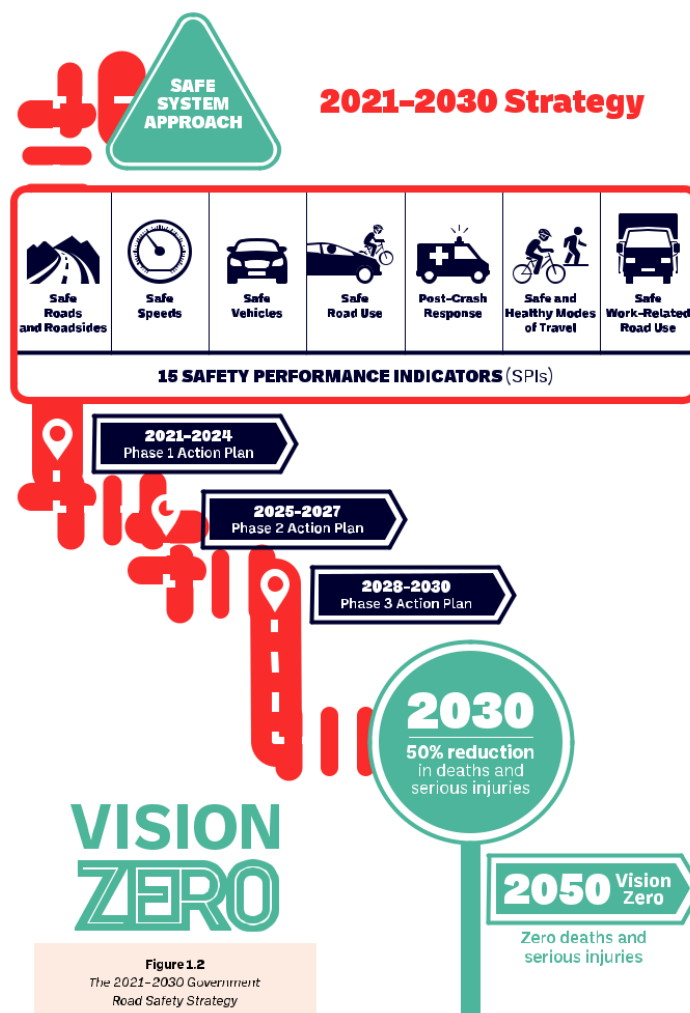 SAFE
SYSTEM
APPROACH
2021–2030 Strategy
Safe
Roads
and Roadsides
Safe
Speeds
Safe
Vehicles
Safe
Road Use
Post-Crash
Response
Safe and
Healthy Modes
of Travel
Safe
Work-Related
Road Use
15 SAFETY PERFORMANCE INDICATORS (SPIs)
2021–2024
Phase 1 Action Plan
2025–2027
Phase 2 Action Plan
2028–2030
Phase 3 Action Plan
2030
50% reduction
in deaths and
serious injuries
VISION
ZERO
2050 Vision
Zero
Zero deaths and
serious injuries
Figure 1.2
The 2021–2030 Government
Road Safety Strategy